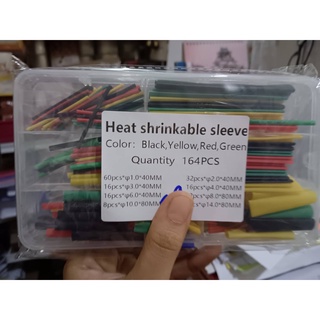 Heat shrinkable sleeve
Color: Black,Yellow,Red,Green
Quantity 164PCS
60pcs*φ1.0*40MM 32pcs*φ2.0*40MM
16pcs*φ3.0*40MM 16pcs*φ4.0*40MM
16pcs*φ6.0*40MM φ8.0*80MM
8pcs*φ10.0*80MM φ14.0*80MM